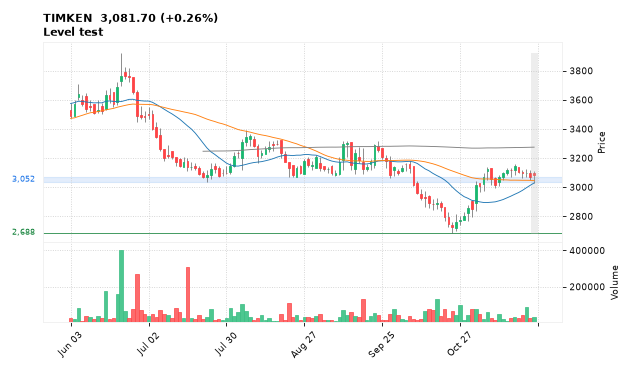 TIMKEN 3,081.70 (+0.26%)
Level test
3800
3600
3400
3200
3000
2800
Price
3,052
2,688
400000
200000
Volume
Jun 03
Jul 02
Jul 30
Aug 27
Sep 25
Oct 27